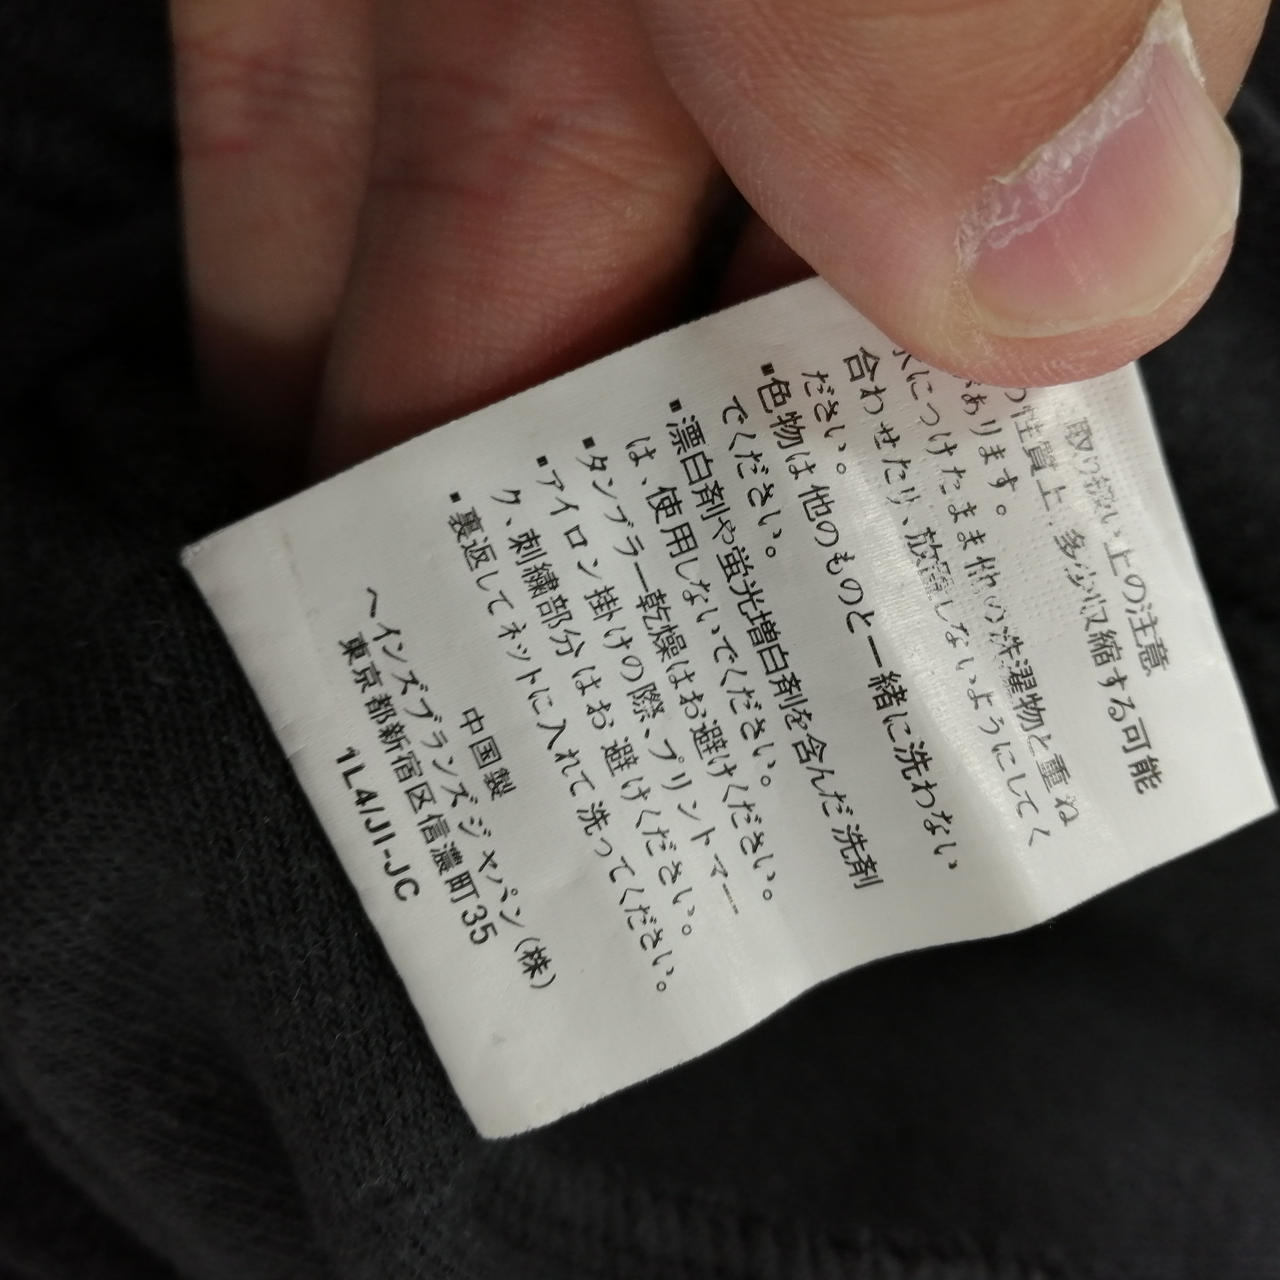 取り扱い上の注意
性質上、多少収縮する可能
があります。
水につけたまま他の洗濯物と重ね
合わせたり、放置しないようにしてく
ださい。
■色物は他のものと一緒に洗わない
でください。
■漂白剤や蛍光増白剤を含んだ洗剤
は、使用しないでください。
■タンブラー乾燥はお避けください。
■アイロン掛けの際、プリントマー
ク、刺繍部分はお避けください。
■裏返してネットに入れて洗ってください。
中国製
ヘインズブランズジャパン(株)
東京都新宿区信濃町35
1L4/JI-JC